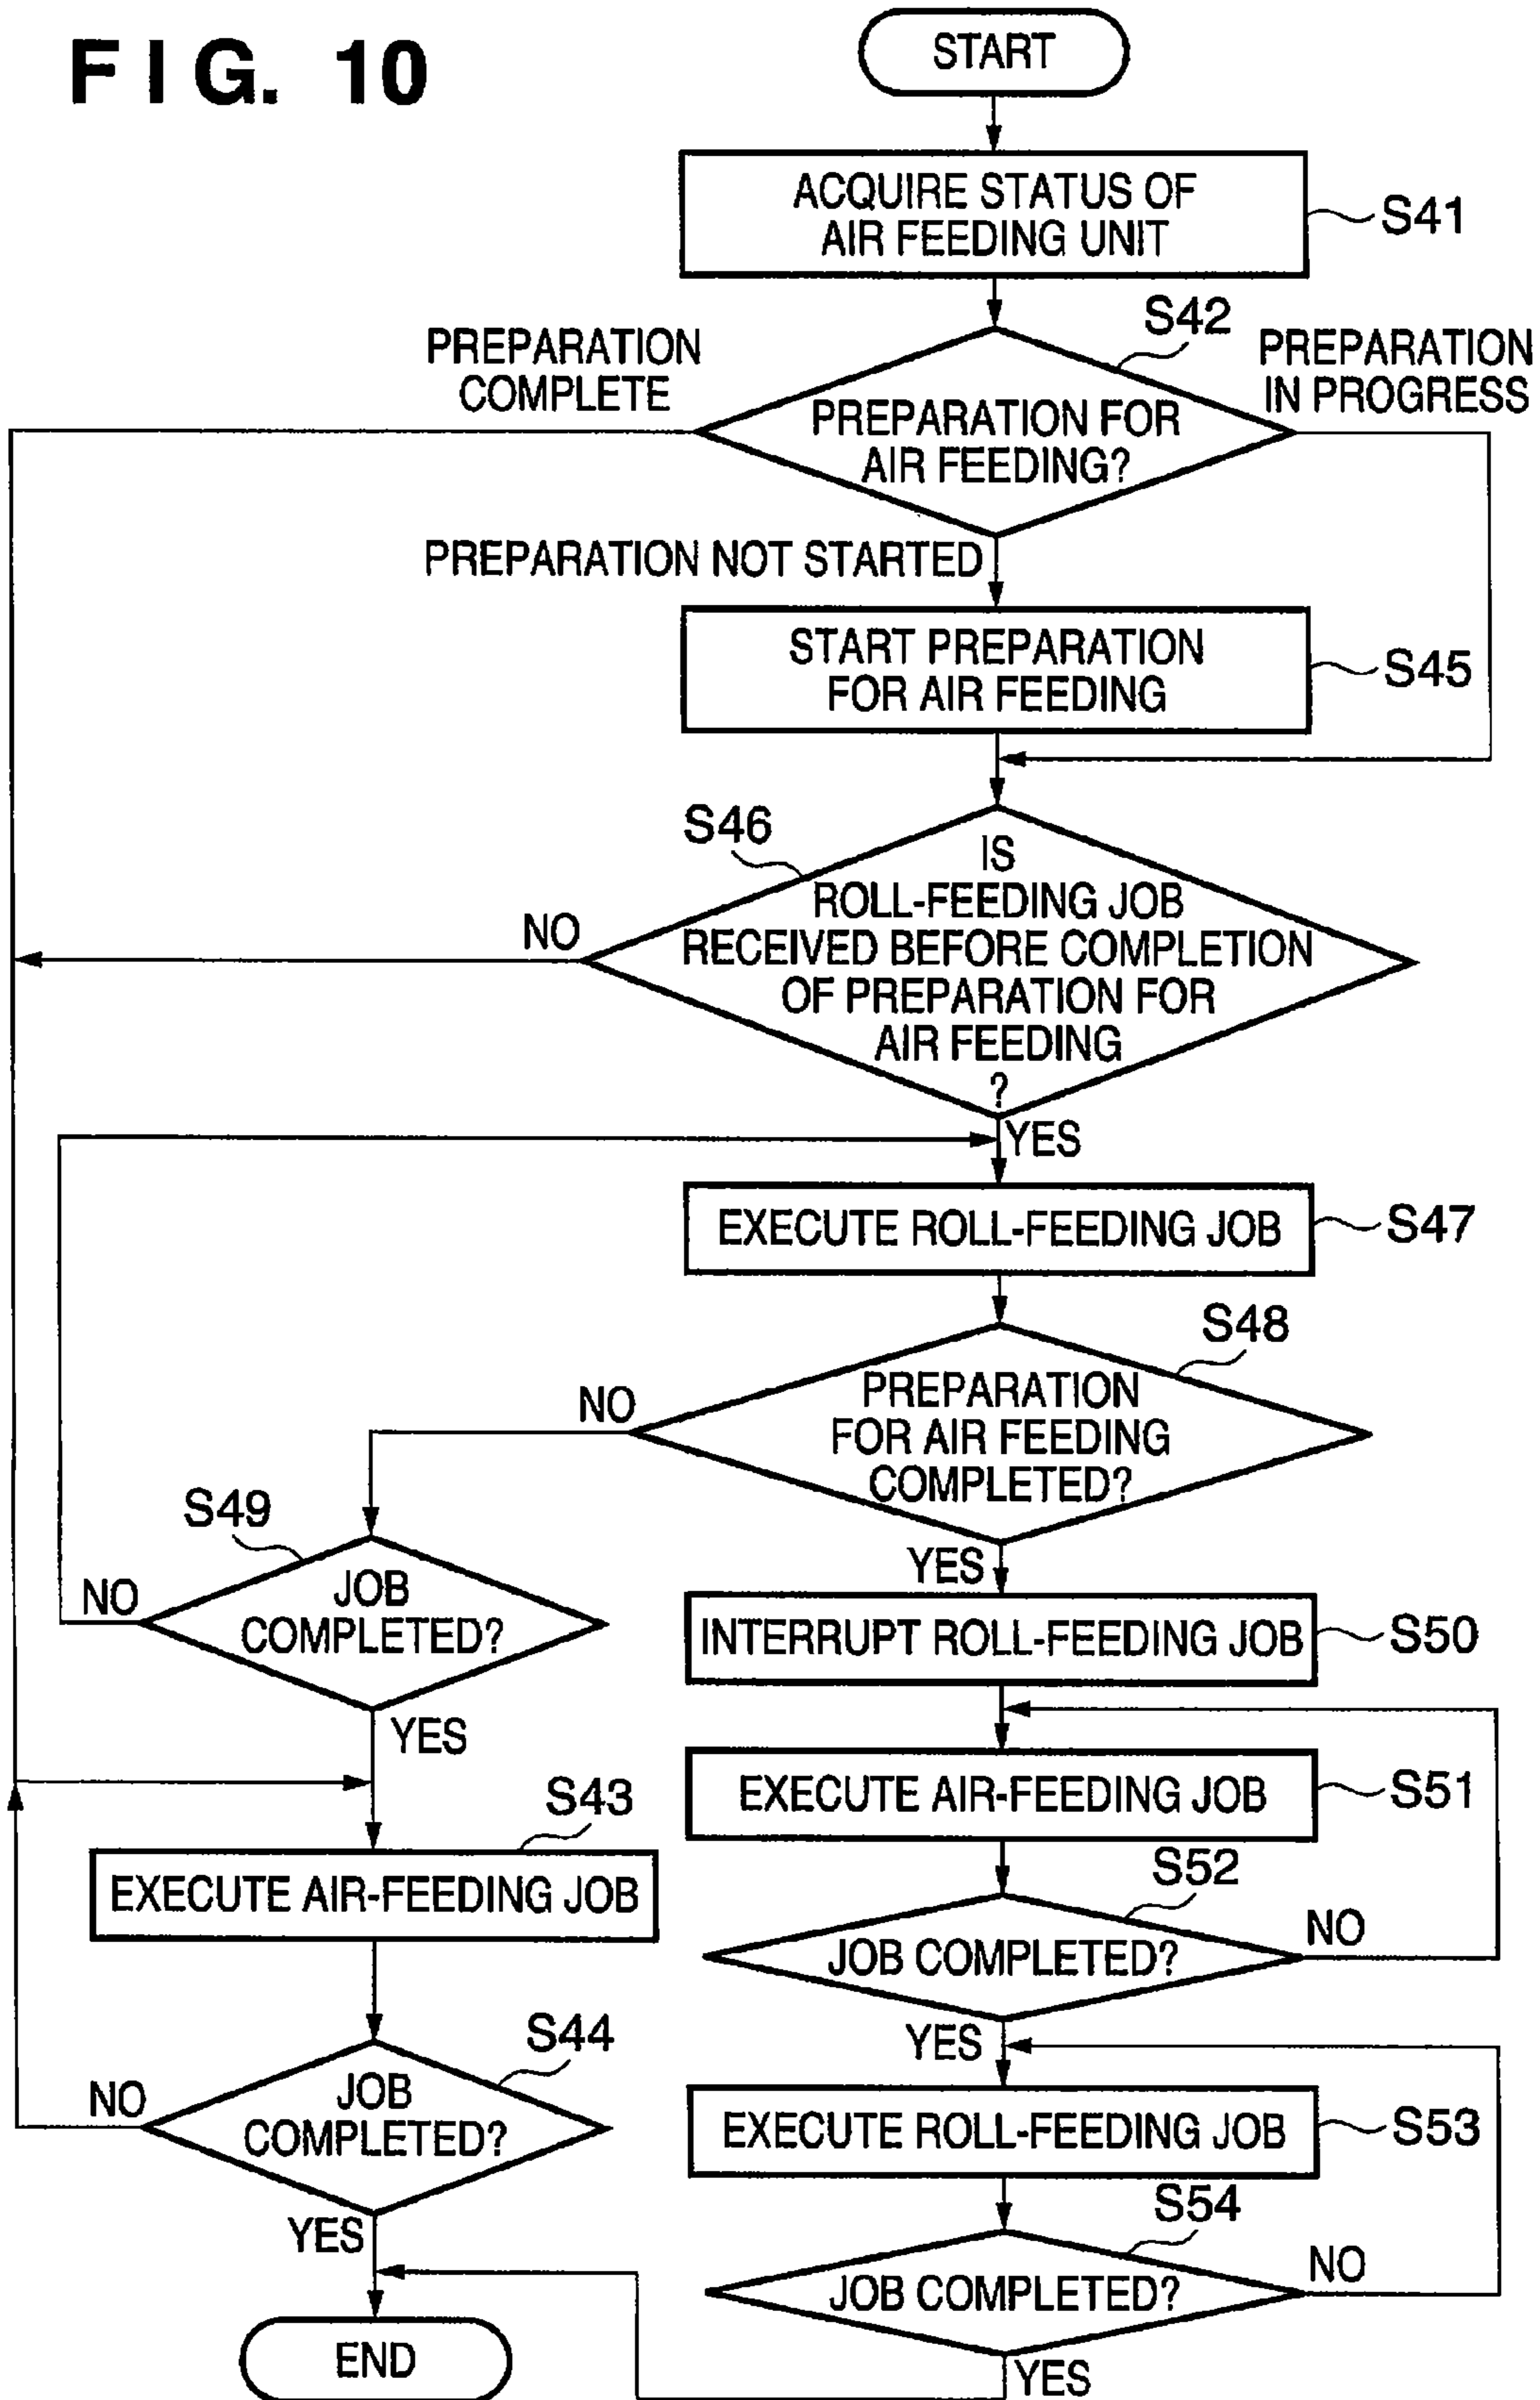 FIG. 10
START
ACQUIRE STATUS OF
AIR FEEDING UNIT
S41
S42
PREPARATION
COMPLETE
PREPARATION
IN PROGRESS
PREPARATION FOR
AIR FEEDING?
PREPARATION NOT STARTED
START PREPARATION
FOR AIR FEEDING
S45
S46
IS
ROLL-FEEDING JOB
RECEIVED BEFORE COMPLETION
OF PREPARATION FOR
AIR FEEDING
?
NO
YES
EXECUTE ROLL-FEEDING JOB
S47
S48
PREPARATION
FOR AIR FEEDING
COMPLETED?
NO
YES
S49
JOB
COMPLETED?
NO
YES
INTERRUPT ROLL-FEEDING JOB
S50
EXECUTE AIR-FEEDING JOB
S51
S43
EXECUTE AIR-FEEDING JOB
S52
JOB COMPLETED?
NO
YES
S44
JOB
COMPLETED?
NO
YES
EXECUTE ROLL-FEEDING JOB
S53
S54
JOB COMPLETED?
NO
YES
END